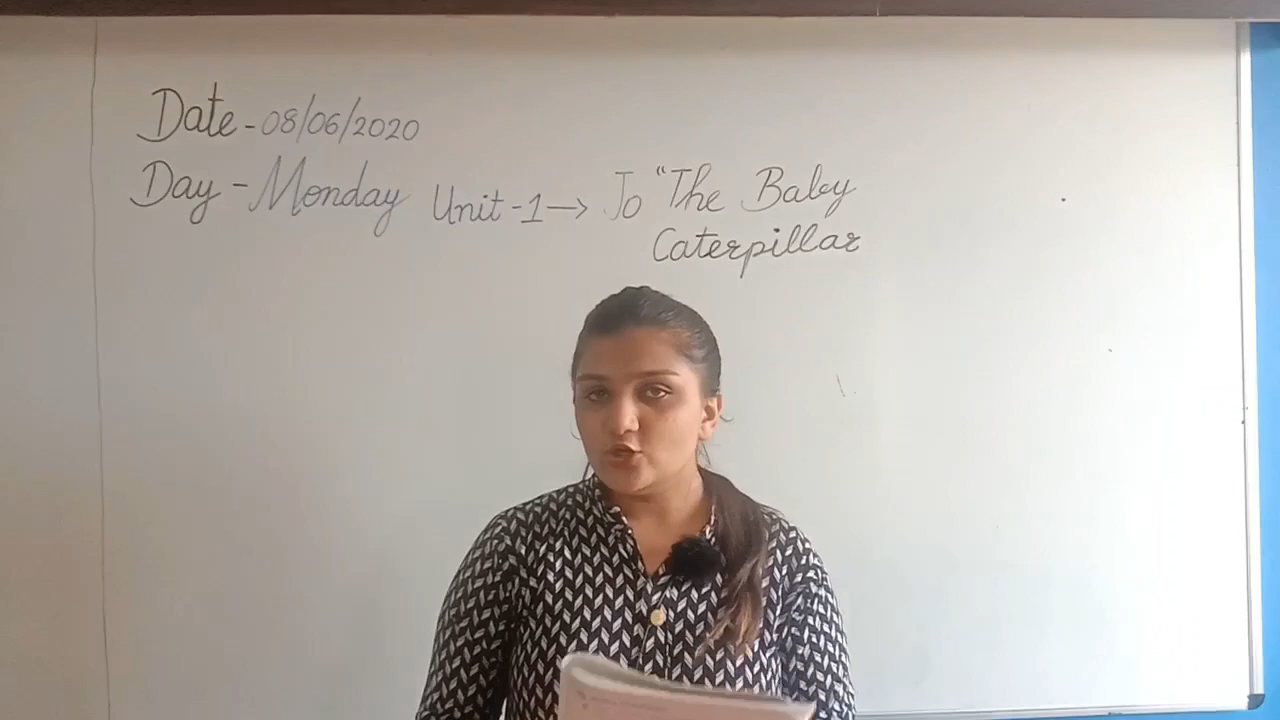 Date - 08/06/2020
Day - Monday Unit -1 → Jo "The Baby
Caterpillar